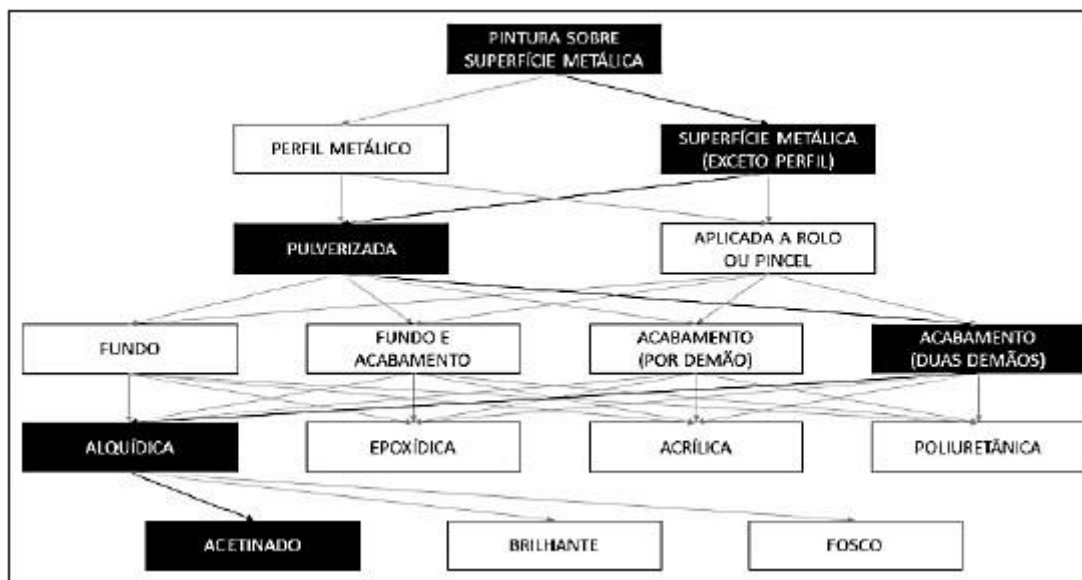 PINTURA SOBRE
SUPERFÍCIE METÁLICA
PERFIL METÁLICO
SUPERFÍCIE METÁLICA
(EXCETO PERFIL)
PULVERIZADA
APLICADA A ROLO
OU PINCEL
FUNDO
FUNDO E
ACABAMENTO
ACABAMENTO
(POR DEMÃO)
ACABAMENTO
(DUAS DEMÃOS)
ALQUÍDICA
EPOXÍDICA
ACRÍLICA
POLIURETÂNICA
ACETINADO
BRILHANTE
FOSCO